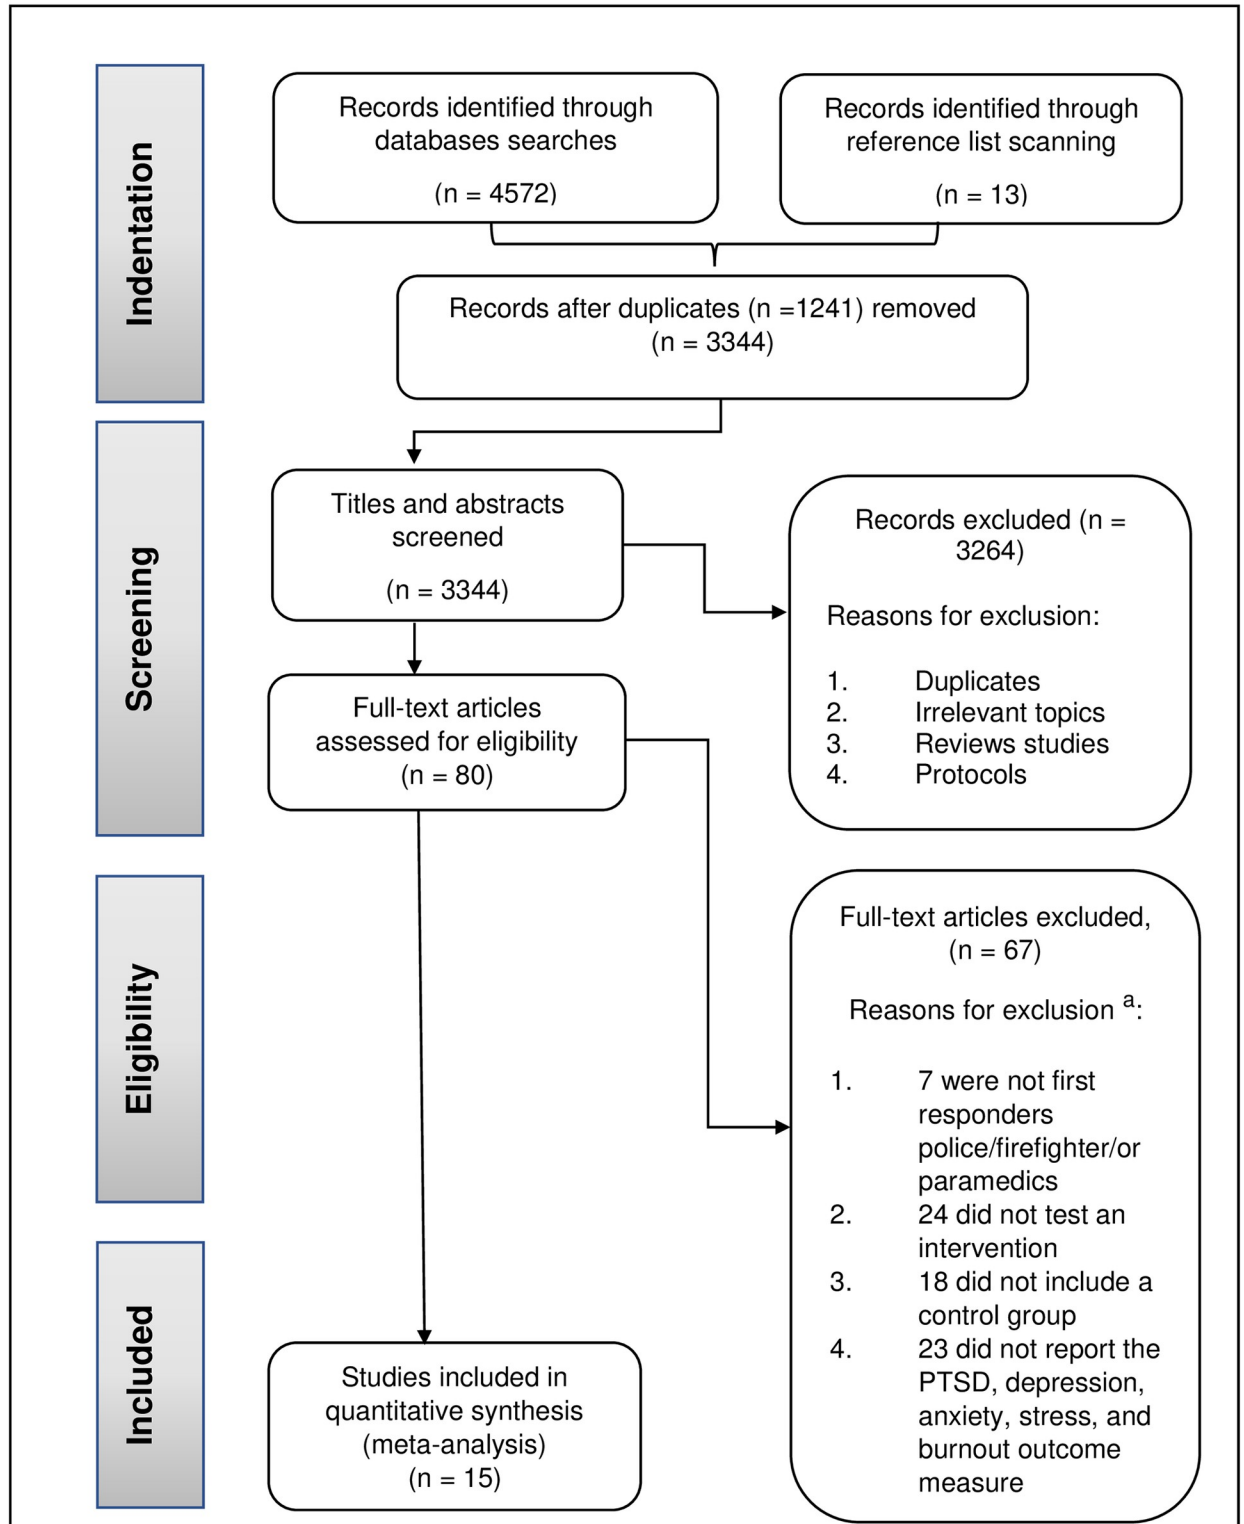 Indentation
Records identified through
databases searches
(n = 4572)
Records identified through
reference list scanning
(n = 13)
Records after duplicates (n =1241) removed
(n = 3344)
Screening
Titles and abstracts
screened
(n = 3344)
Records excluded (n =
3264)
Reasons for exclusion:
1. Duplicates
2. Irrelevant topics
3. Reviews studies
4. Protocols
Full-text articles
assessed for eligibility
(n = 80)
Eligibility
Full-text articles excluded,
(n = 67)
Reasons for exclusion a:
1. 7 were not first
responders
police/firefighter/or
paramedics
2. 24 did not test an
intervention
3. 18 did not include a
control group
4. 23 did not report the
PTSD, depression,
anxiety, stress, and
burnout outcome
measure
Included
Studies included in
quantitative synthesis
(meta-analysis)
(n = 15)